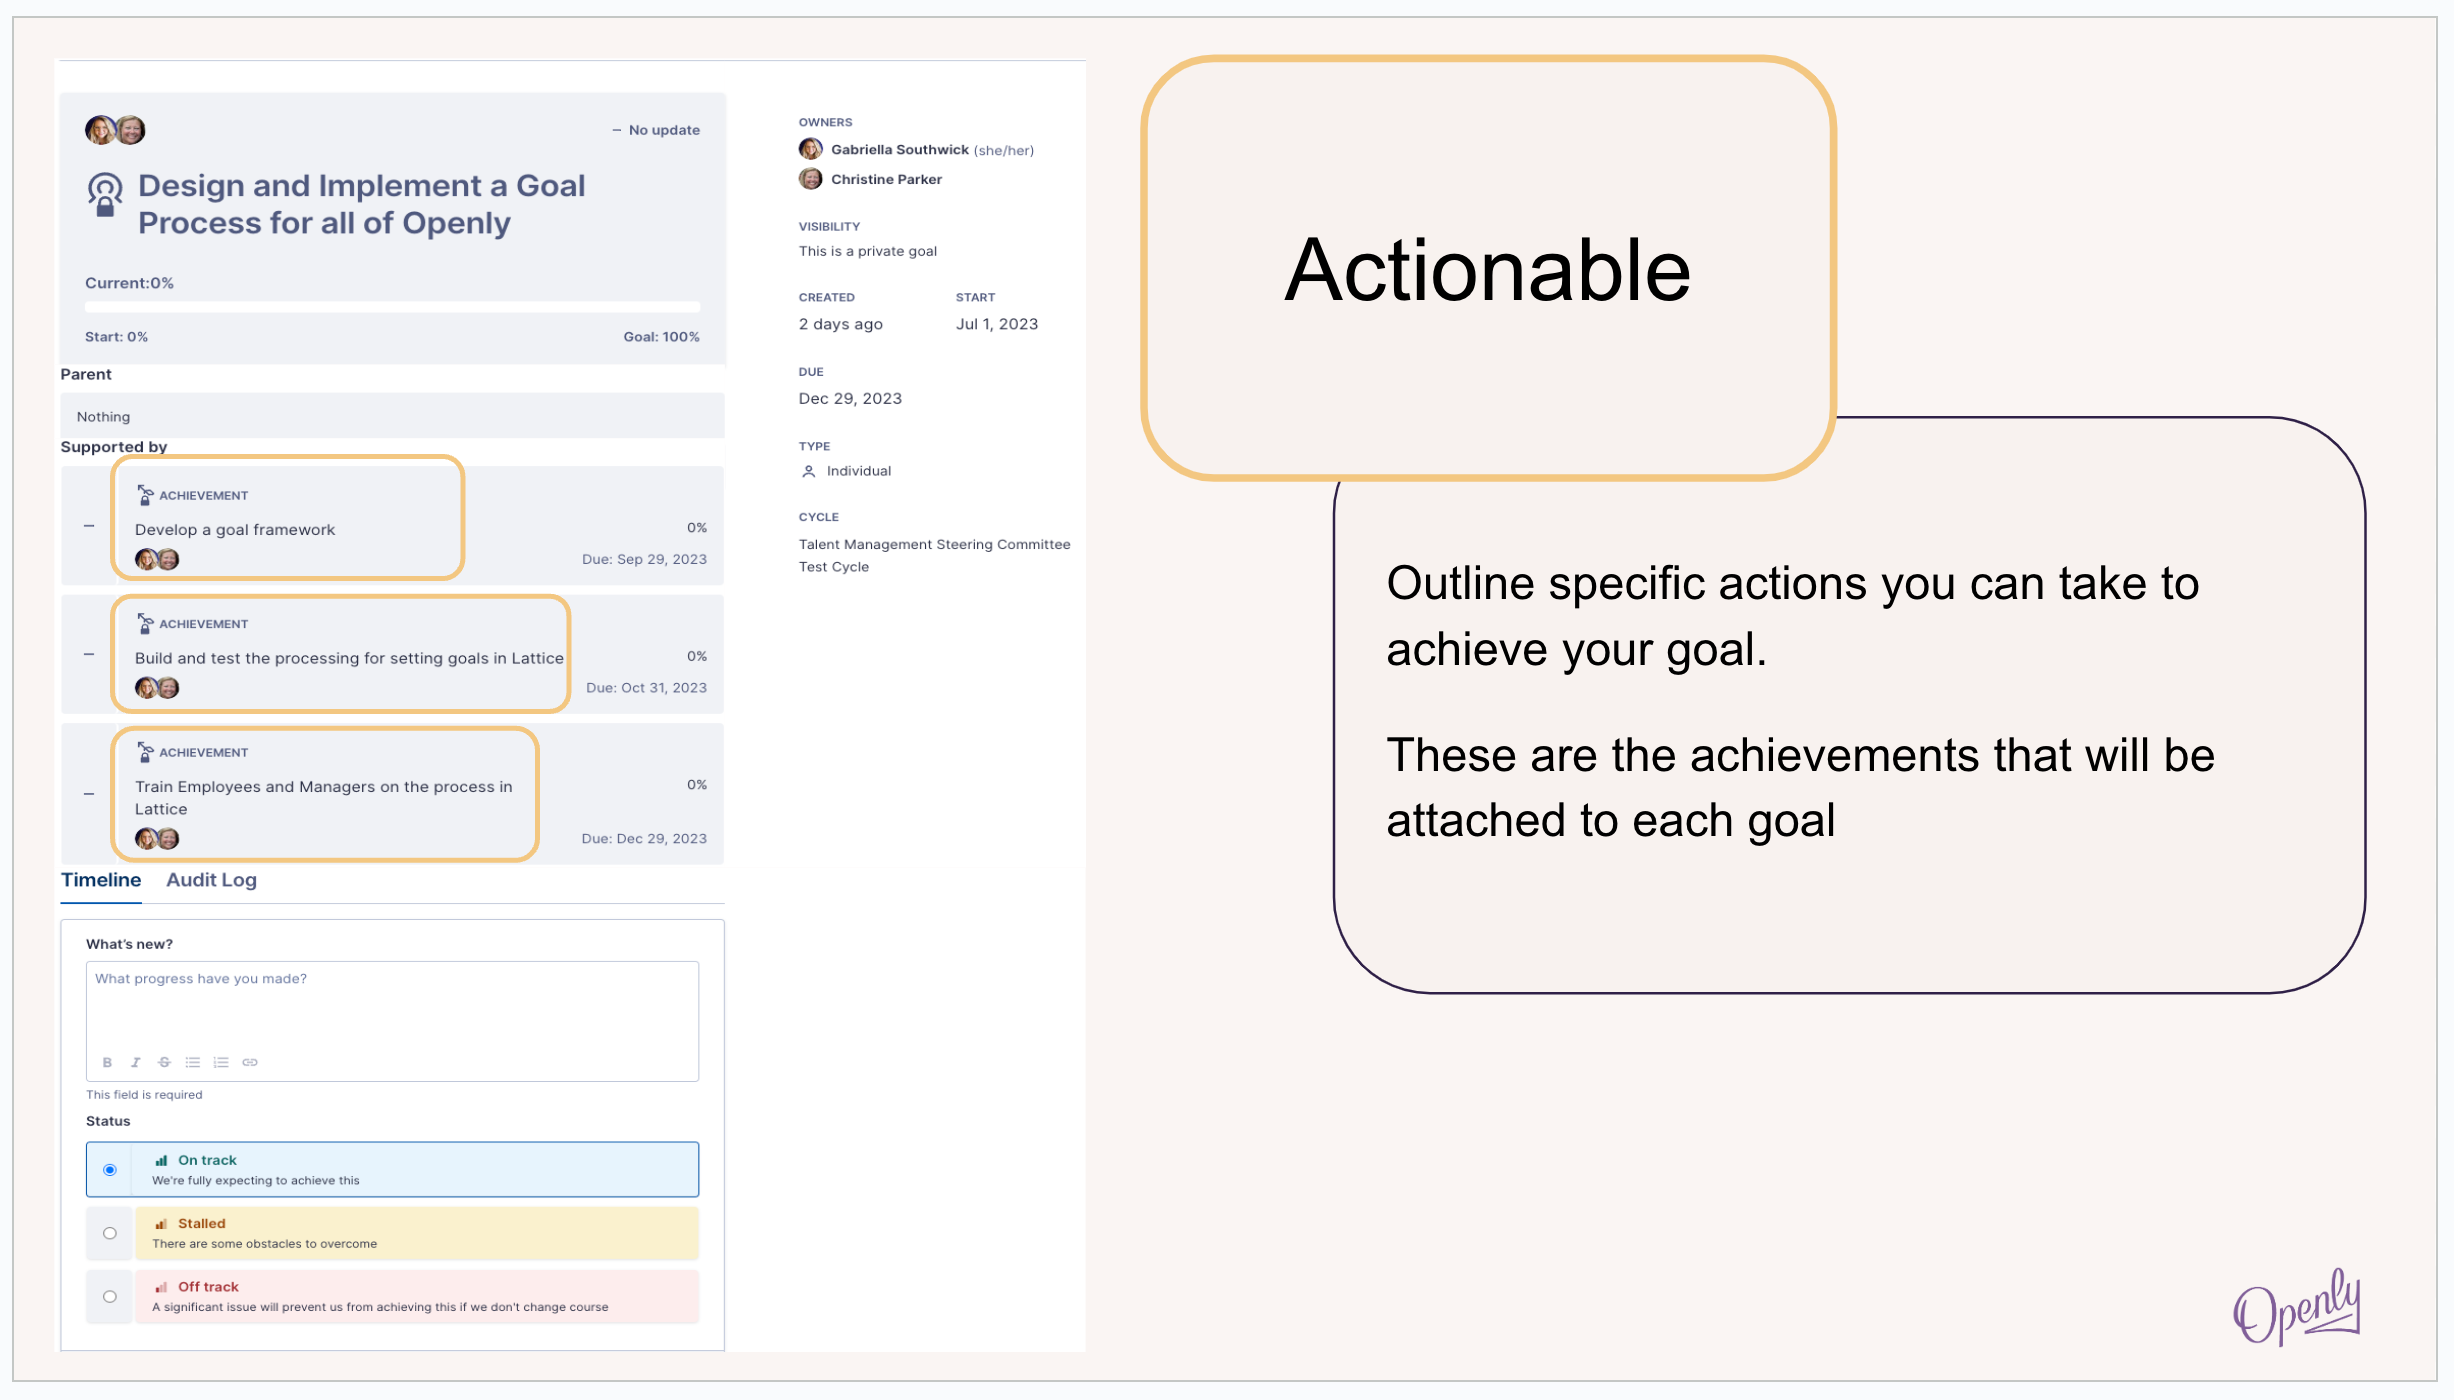 — No update
Design and Implement a Goal
Process for all of Openly
Current:0%
Start: 0%
Goal: 100%
Parent
Nothing
Supported by
ACHIEVEMENT
Develop a goal framework
0%
Due: Sep 29, 2023
ACHIEVEMENT
Build and test the processing for setting goals in Lattice
0%
Due: Oct 31, 2023
ACHIEVEMENT
Train Employees and Managers on the process in
Lattice
0%
Due: Dec 29, 2023
Timeline
Audit Log
What's new?
What progress have you made?
B I S
This field is required
Status
On track
We're fully expecting to achieve this
Stalled
There are some obstacles to overcome
Off track
A significant issue will prevent us from achieving this if we don't change course
OWNERS
Gabriella Southwick (she/her)
Christine Parker
VISIBILITY
This is a private goal
CREATED
2 days ago
START
Jul 1, 2023
DUE
Dec 29, 2023
TYPE
Individual
CYCLE
Talent Management Steering Committee
Test Cycle
Actionable
Outline specific actions you can take to
achieve your goal.
These are the achievements that will be
attached to each goal
Openly